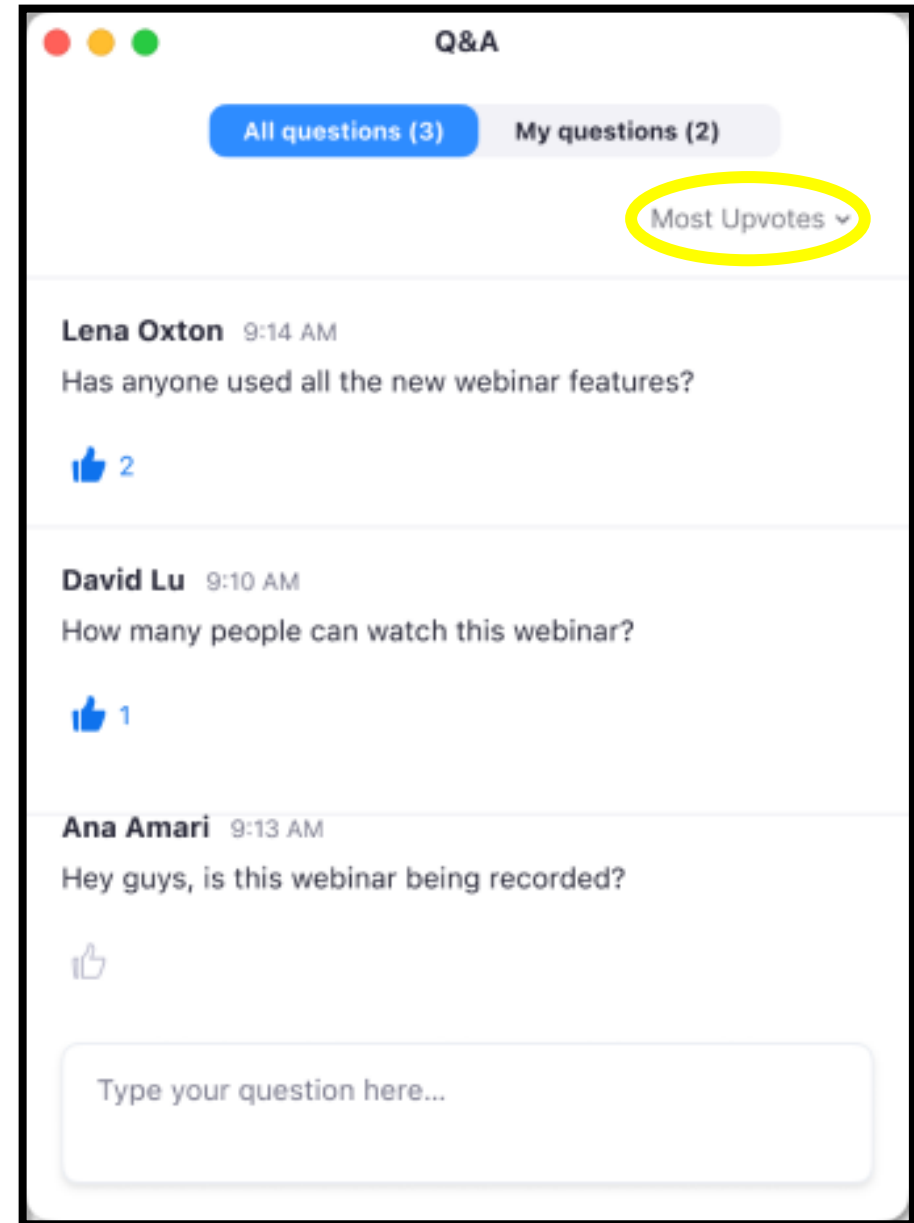 Q&A
All questions (3) My questions (2)
Most Upvotes
Lena Oxton 9:14 AM
Has anyone used all the new webinar features?
2
David Lu 9:10 AM
How many people can watch this webinar?
1
Ana Amari 9:13 AM
Hey guys, is this webinar being recorded?
Type your question here...